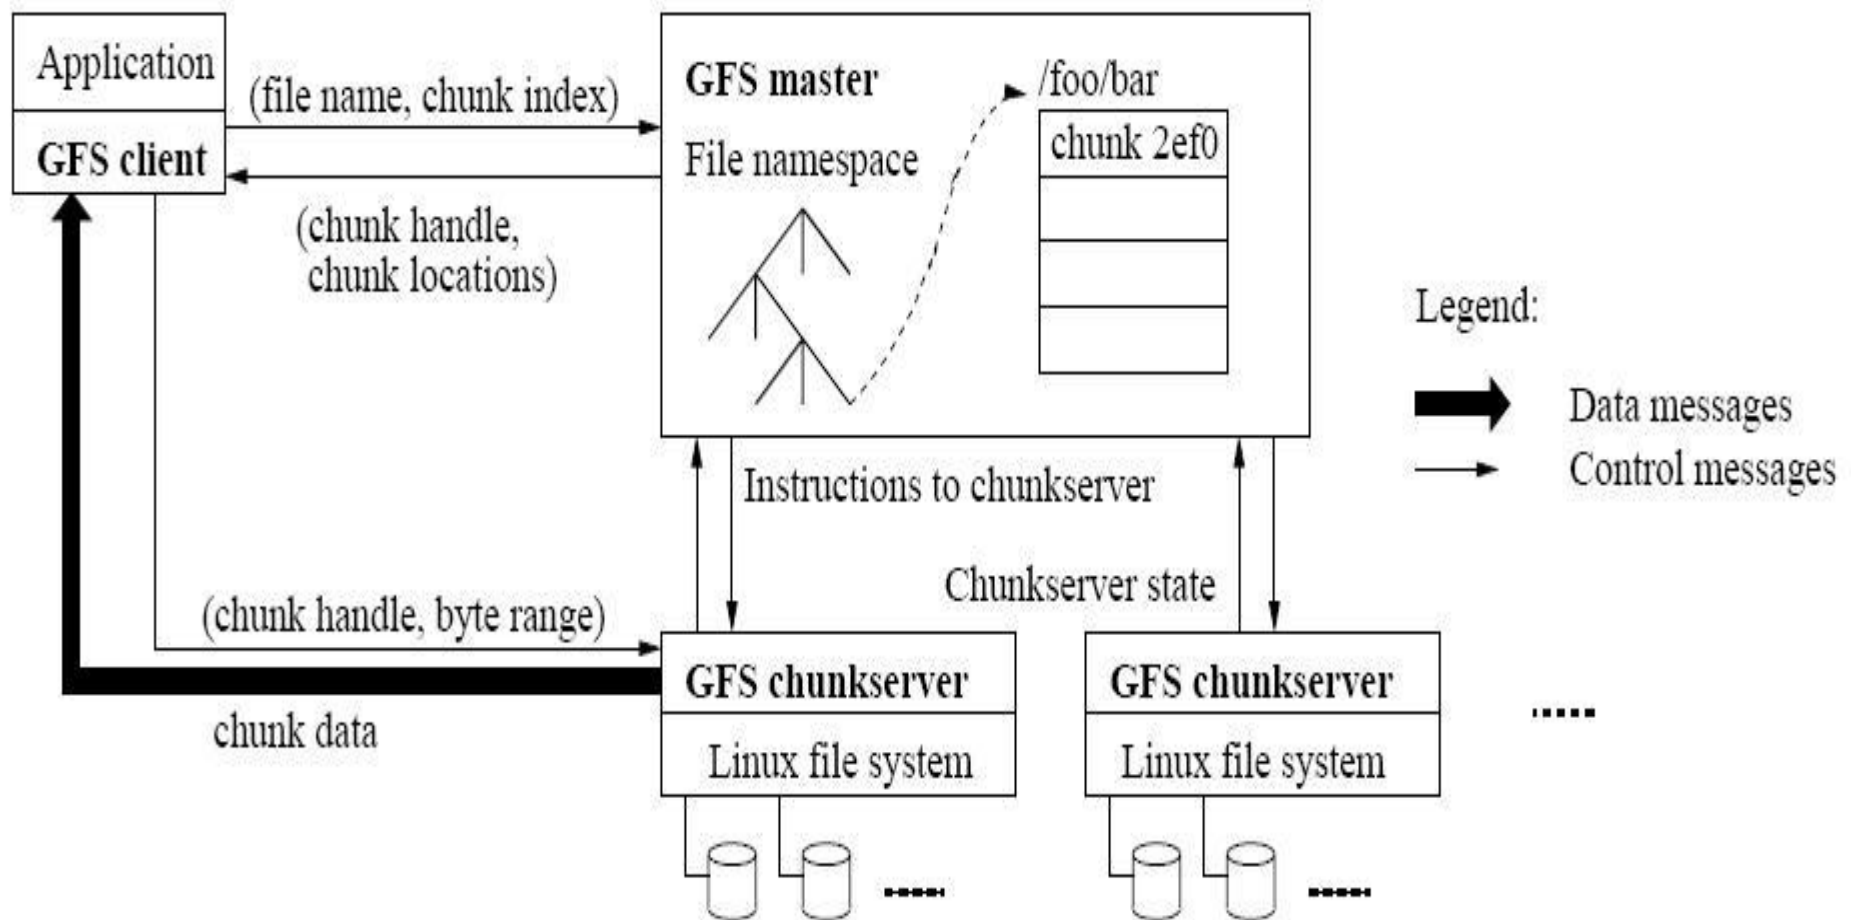 Application
GFS client
(file name, chunk index)
(chunk handle,
chunk locations)
GFS master
File namespace
/foo/bar
chunk 2ef0
Legend:
Data messages
Control messages
Instructions to chunkserver
Chunkserver state
(chunk handle, byte range)
chunk data
GFS chunkserver
Linux file system
GFS chunkserver
Linux file system